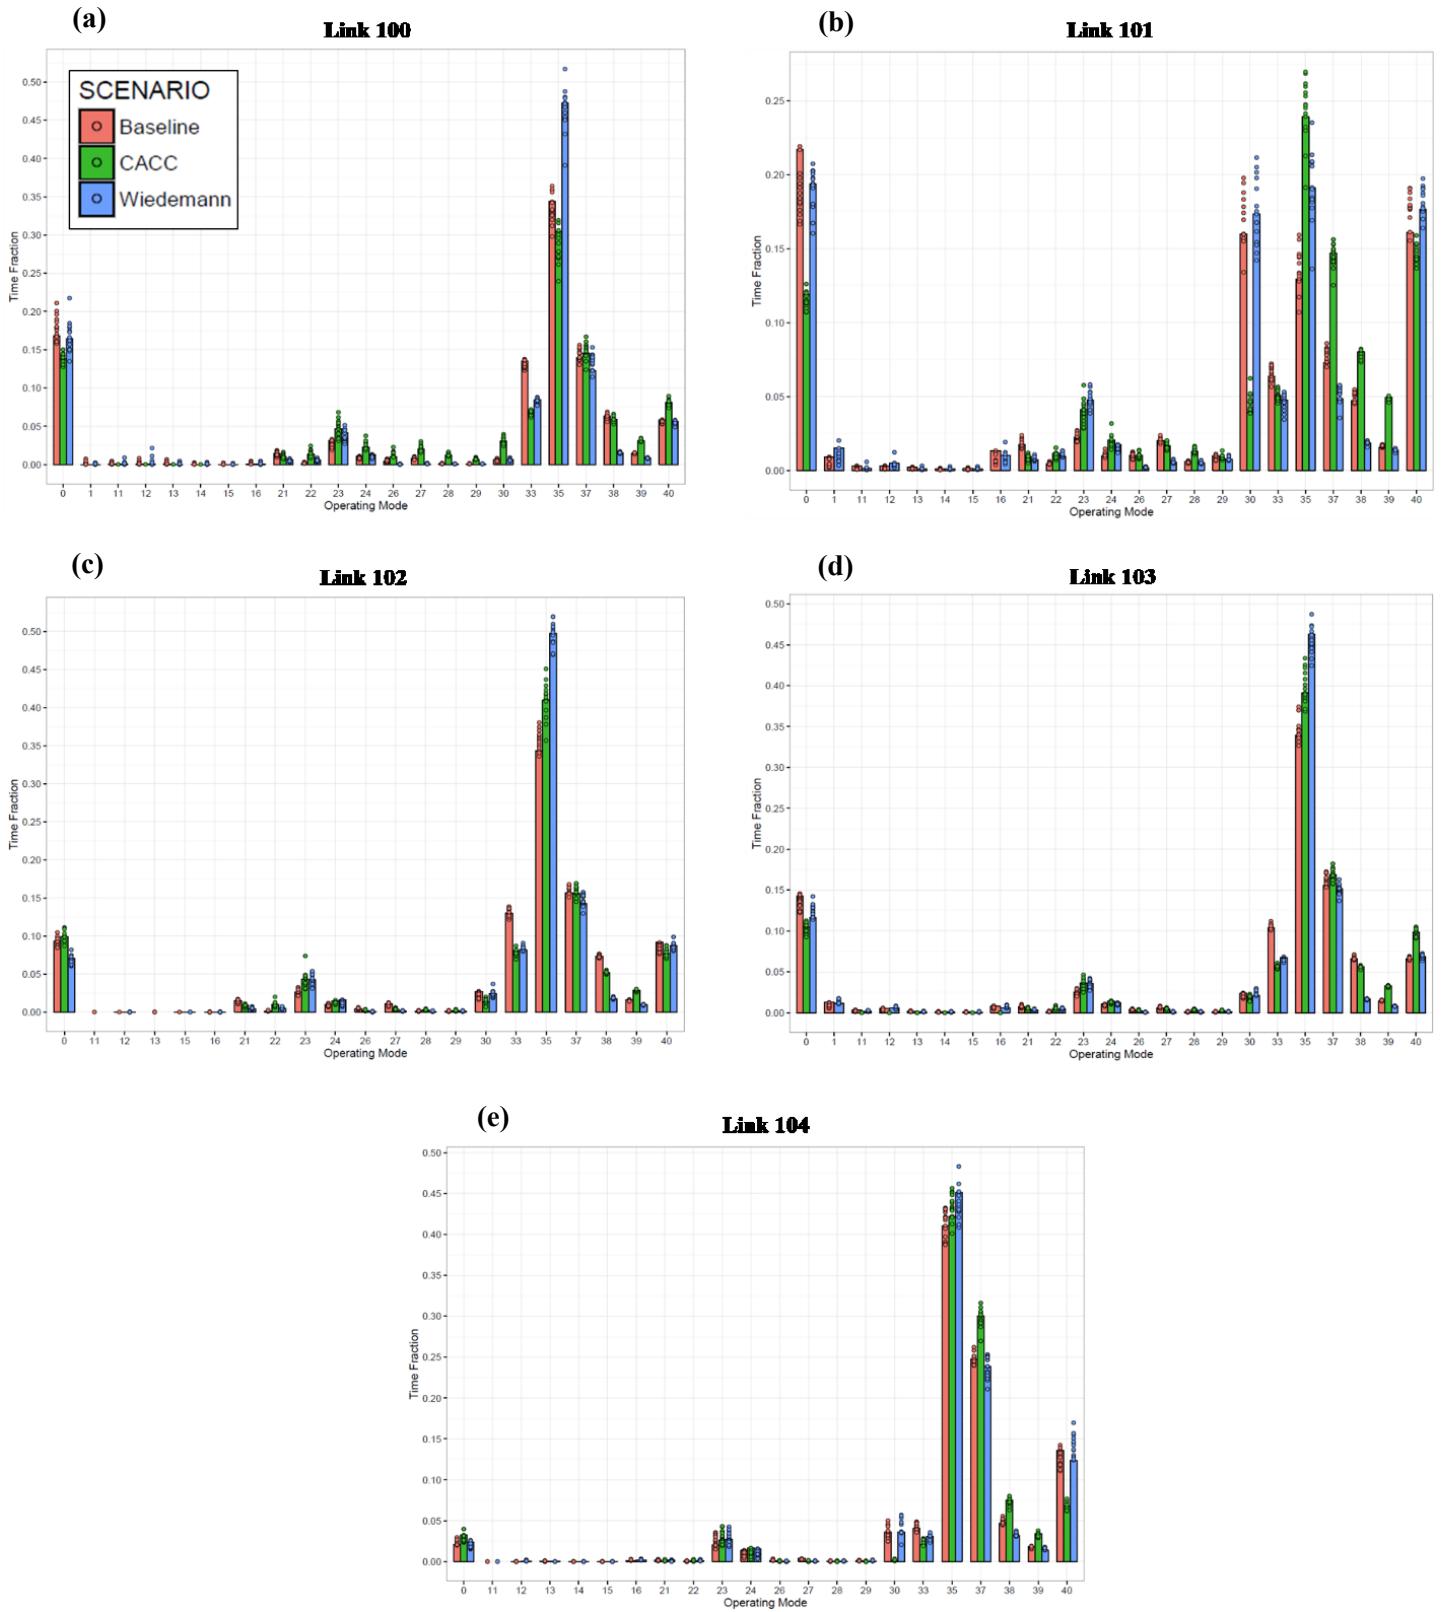 (a)
Link 100
SCENARIO
Baseline
CACC
Wiedemann
Time Fraction
0.50
0.45
0.40
0.35
0.30
0.25
0.20
0.15
0.10
0.05
0.00
0 1 11 12 13 14 15 16 21 22 23 24 26 27 28 29 30 33 35 37 38 39 40
Operating Mode
(b)
Link 101
Time Fraction
0.25
0.20
0.15
0.10
0.05
0.00
0 1 11 12 13 14 15 16 21 22 23 24 26 27 28 29 30 33 35 37 38 39 40
Operating Mode
(c)
Link 102
Time Fraction
0.50
0.45
0.40
0.35
0.30
0.25
0.20
0.15
0.10
0.05
0.00
0 11 12 13 15 16 21 22 23 24 26 27 28 29 30 33 35 37 38 39 40
Operating Mode
(d)
Link 103
Time Fraction
0.50
0.45
0.40
0.35
0.30
0.25
0.20
0.15
0.10
0.05
0.00
0 1 11 12 13 14 15 16 21 22 23 24 26 27 28 29 30 33 35 37 38 39 40
Operating Mode
(e)
Link 104
Time Fraction
0.50
0.45
0.40
0.35
0.30
0.25
0.20
0.15
0.10
0.05
0.00
0 11 12 13 14 15 16 21 22 23 24 26 27 28 29 30 33 35 37 38 39 40
Operating Mode